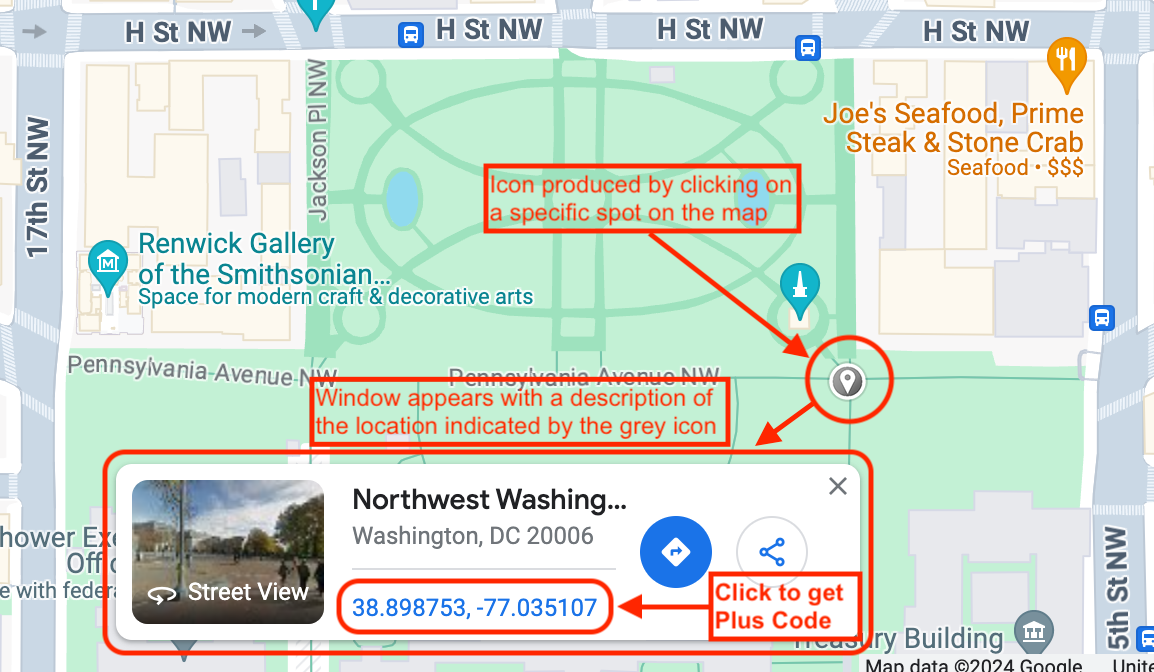 H St NW
H St NW
H St NW
H St NW
17th St NW
Jackson Pl NW
Joe's Seafood, Prime
Steak & Stone Crab
Seafood • $$$
Icon produced by clicking on
a specific spot on the map
Renwick Gallery
of the Smithsonian...
Space for modern craft & decorative arts
Pennsylvania Avenue NW
Pennsylvania Avenue NW
Window appears with a description of
the location indicated by the grey icon
Northwest Washing...
Washington, DC 20006
Street View
38.898753, -77.035107
Click to get
Plus Code
hower Exe
Offic
e with federa
5th St NW
Treasury Building
Map data ©2024 Google
Unite